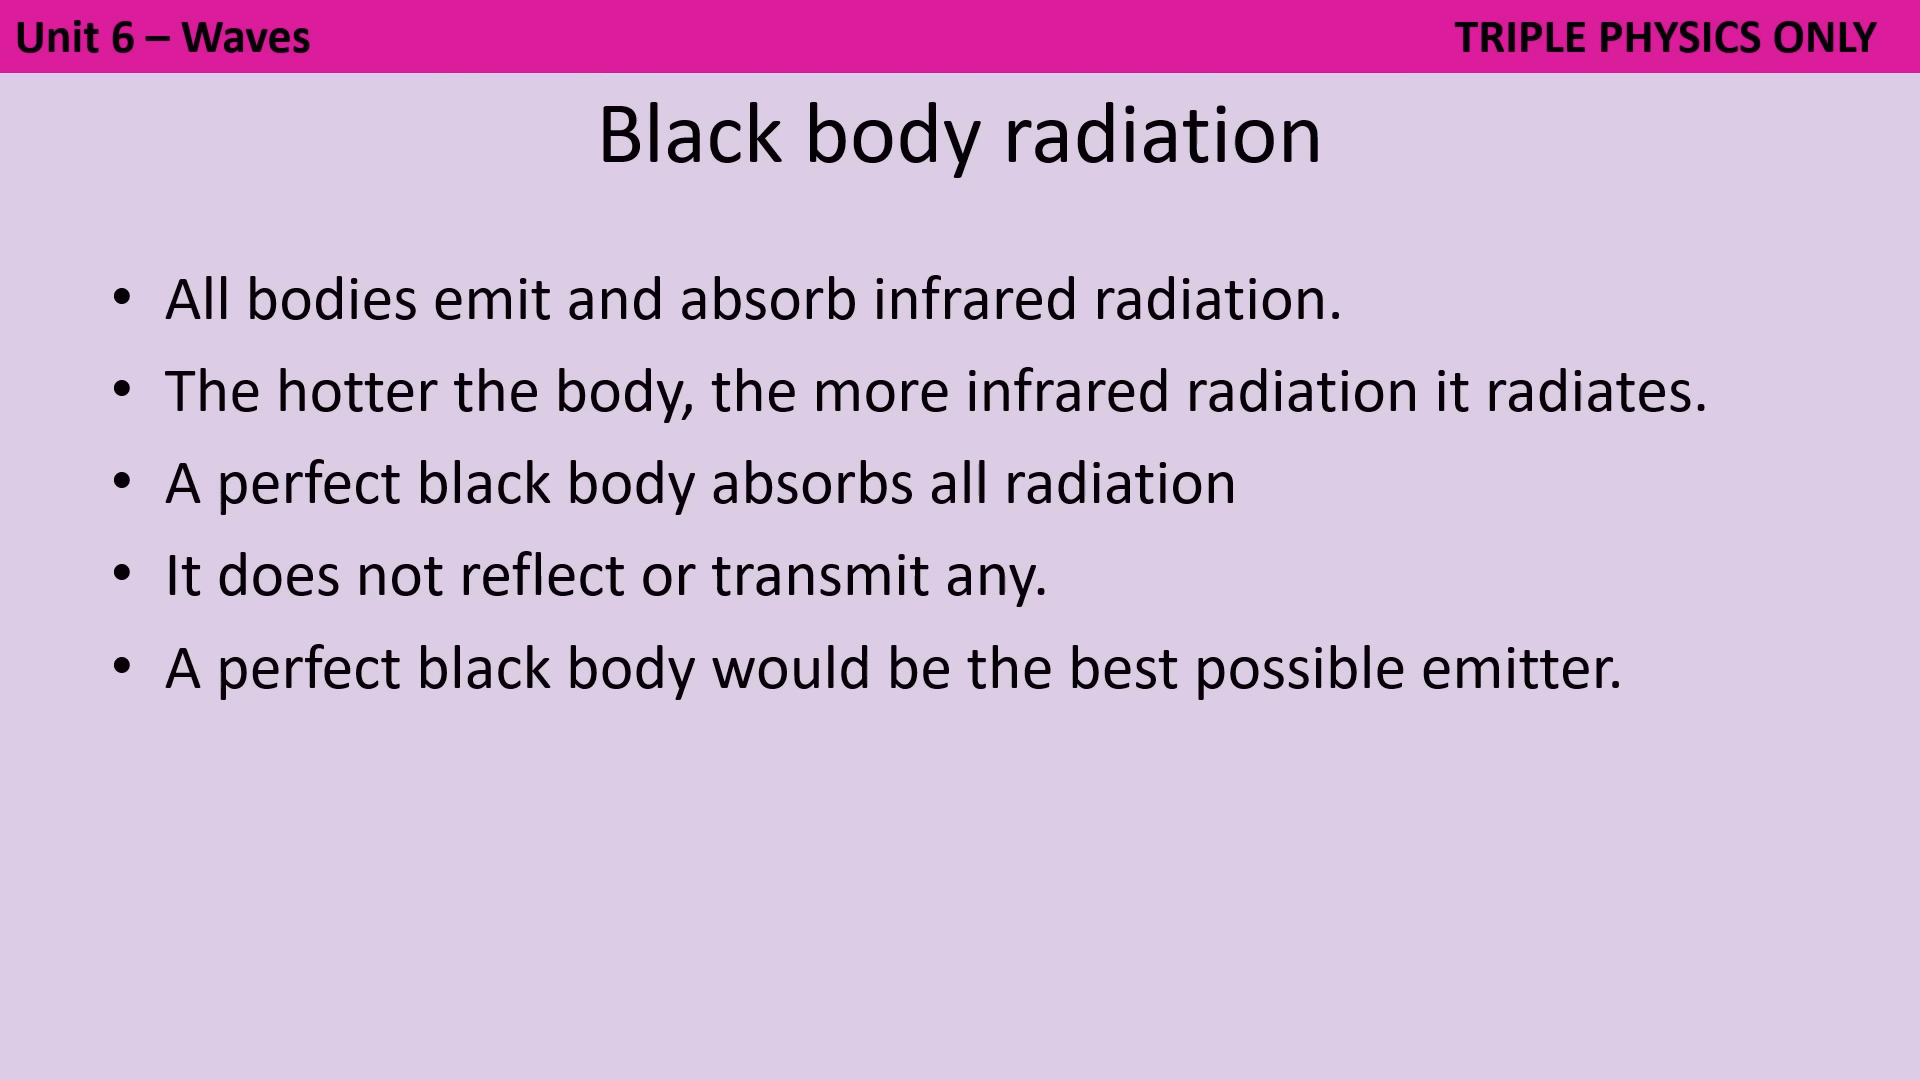 Unit 6 – Waves
TRIPLE PHYSICS ONLY
Black body radiation
• All bodies emit and absorb infrared radiation.
• The hotter the body, the more infrared radiation it radiates.
• A perfect black body absorbs all radiation
• It does not reflect or transmit any.
• A perfect black body would be the best possible emitter.